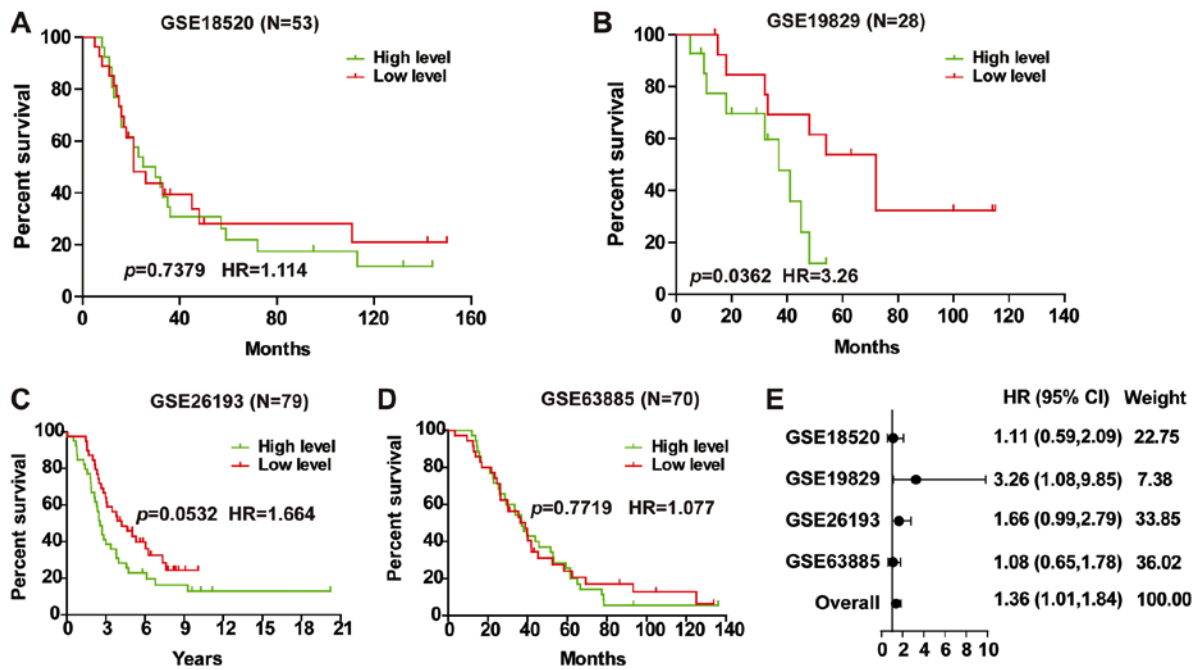 A
GSE18520 (N=53)
High level
Low level
Percent survival
100
80
60
40
20
0
p=0.7379 HR=1.114
0 40 80 120 160
Months
B
GSE19829 (N=28)
High level
Low level
Percent survival
100
80
60
40
20
0
p=0.0362 HR=3.26
0 20 40 60 80 100 120 140
Months
C
GSE26193 (N=79)
High level
Low level
Percent survival
100
80
60
40
20
0
p=0.0532 HR=1.664
0 3 6 9 12 15 18 21
Years
D
GSE63885 (N=70)
High level
Low level
Percent survival
100
80
60
40
20
0
p=0.7719 HR=1.077
0 20 40 60 80 100 120 140
Months
E
HR (95% CI) Weight
GSE18520 1.11 (0.59,2.09) 22.75
GSE19829 3.26 (1.08,9.85) 7.38
GSE26193 1.66 (0.99,2.79) 33.85
GSE63885 1.08 (0.65,1.78) 36.02
Overall 1.36 (1.01,1.84) 100.00
0 2 4 6 8 10